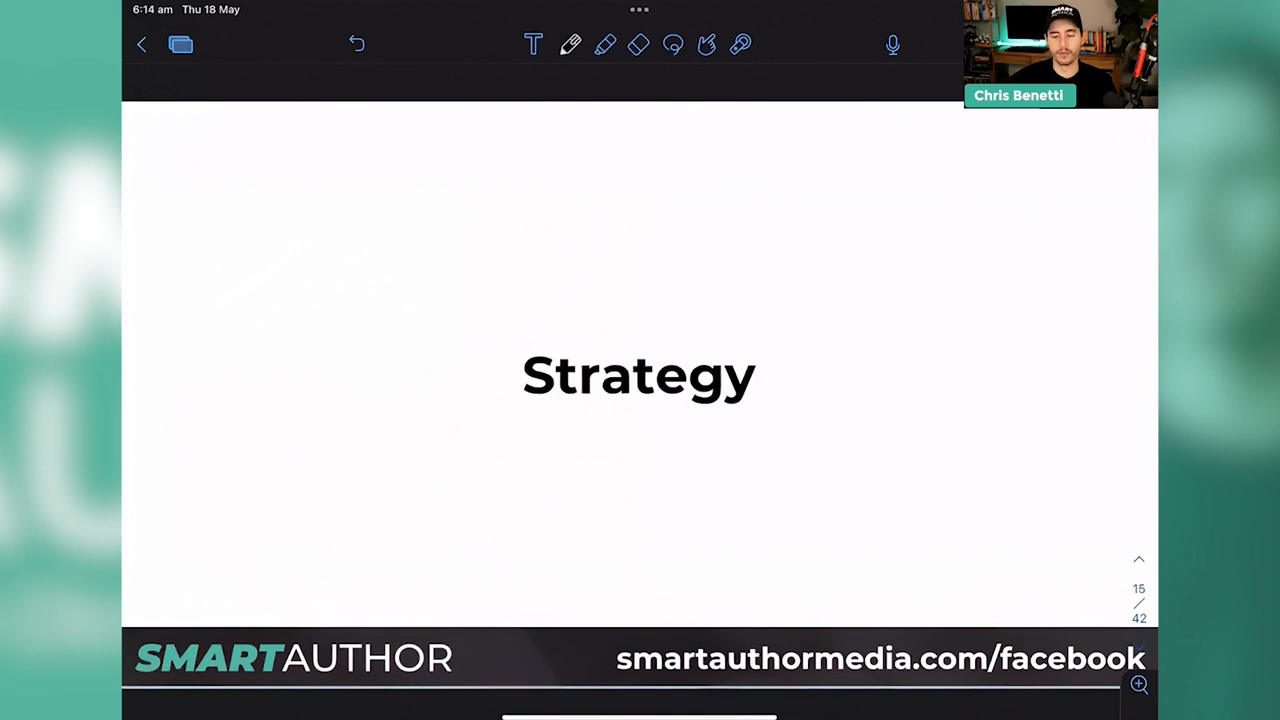 6:14 am Thu 18 May
Chris Benetti
Strategy
15
42
SMARTAUTHOR
smartauthormedia.com/facebook